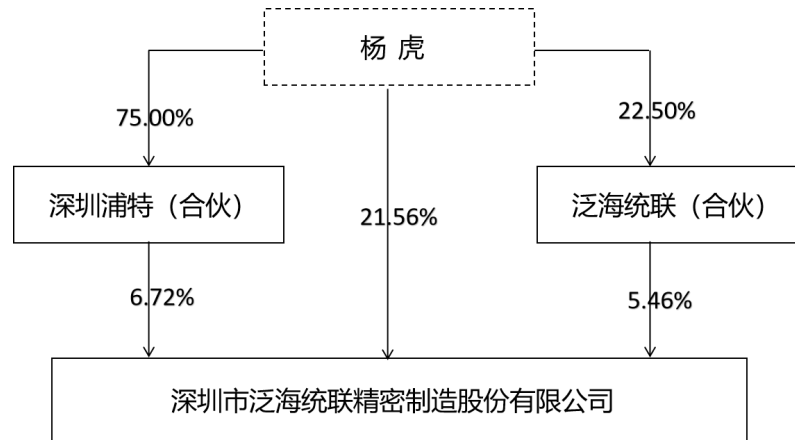 杨 虎
75.00%
22.50%
深圳浦特（合伙）
21.56%
泛海统联（合伙）
6.72%
5.46%
深圳市泛海统联精密制造股份有限公司